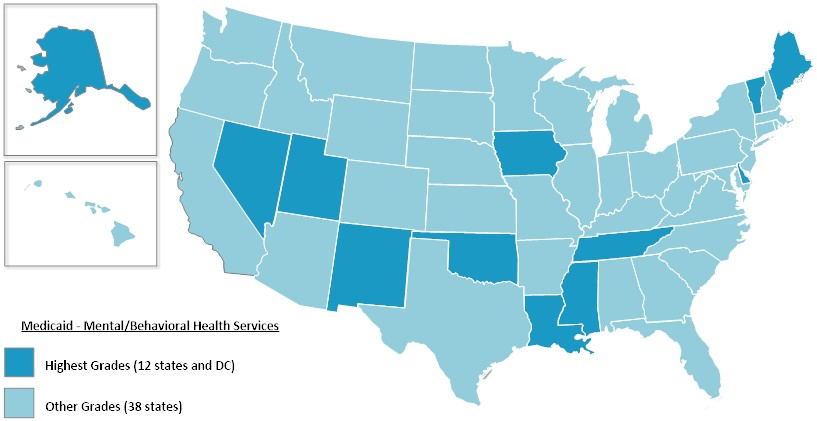 Medicaid - Mental/Behavioral Health Services
Highest Grades (12 states and DC)
Other Grades (38 states)